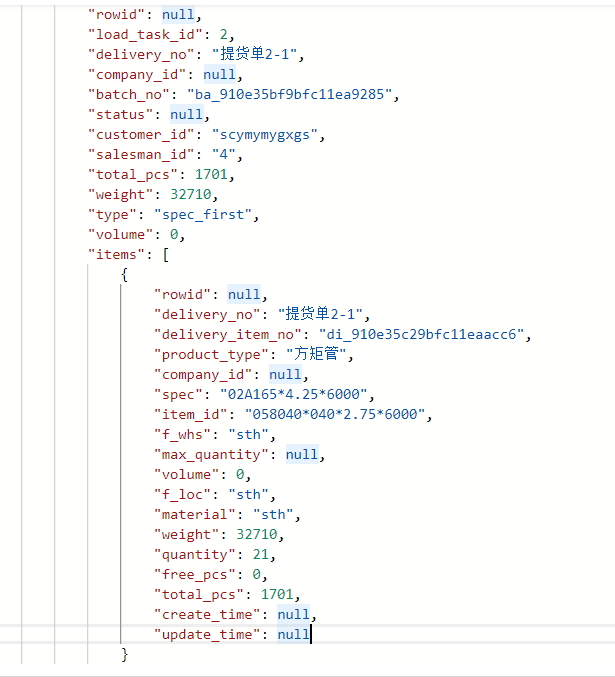 "rowid": null,
"load_task_id": 2,
"delivery_no": "提货单2-1",
"company_id": null,
"batch_no": "ba_910e35bf9bfc11ea9285",
"status": null,
"customer_id": "scymymygxgs",
"salesman_id": "4",
"total_pcs": 1701,
"weight": 32710,
"type": "spec_first",
"volume": 0,
"items": [
{
"rowid": null,
"delivery_no": "提货单2-1",
"delivery_item_no": "di_910e35c29bfc11eaacc6",
"product_type": "方矩管",
"company_id": null,
"spec": "02A165*4.25*6000",
"item_id": "058040*040*2.75*6000",
"f_whs": "sth",
"max_quantity": null,
"volume": 0,
"f_loc": "sth",
"material": "sth",
"weight": 32710,
"quantity": 21,
"free_pcs": 0,
"total_pcs": 1701,
"create_time": null,
"update_time": null
}